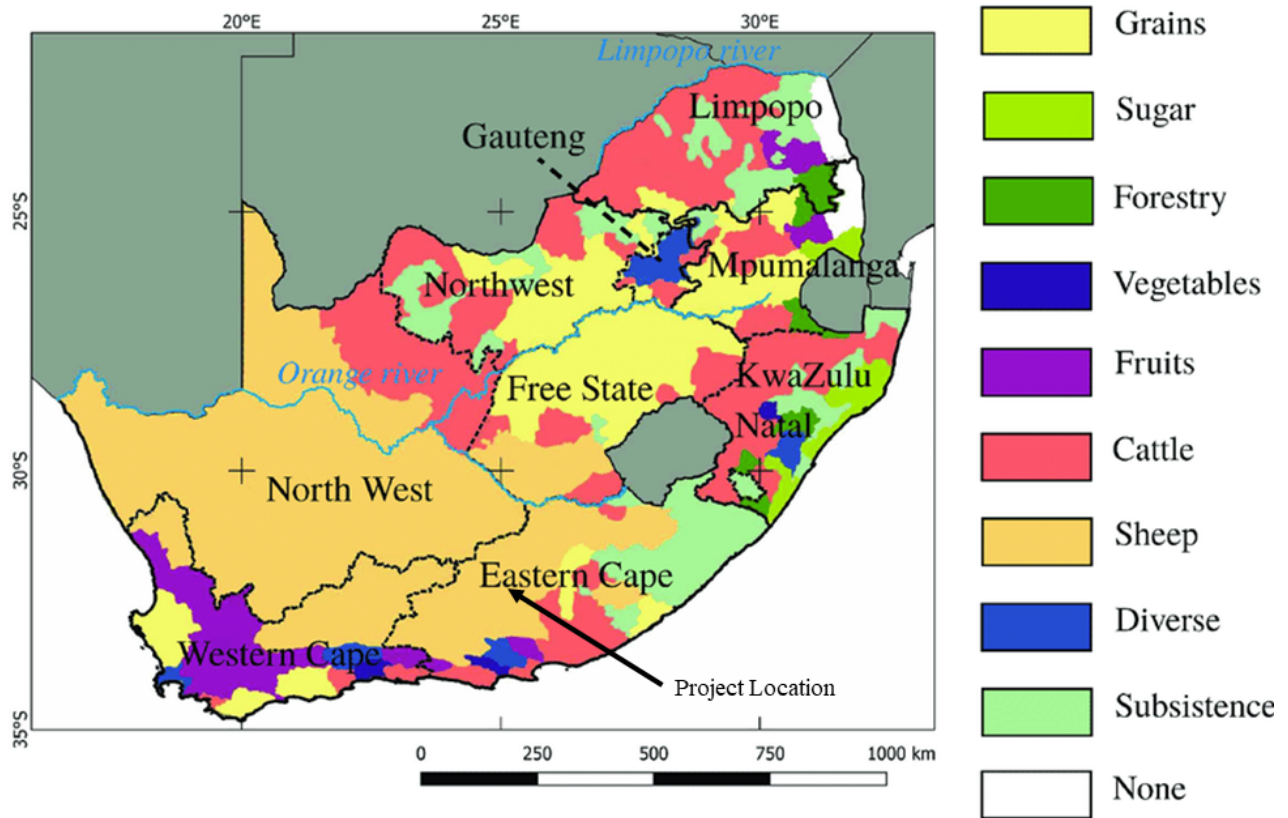 20°E
25°E
30°E
Limpopo river
Limpopo
Gauteng
25°S
Northwest
Mpumalanga
Orange river
Free State
KwaZulu
Natal
30°S
North West
Eastern Cape
Western Cape
Project Location
35°S
0
250
500
750
1000 km
Grains
Sugar
Forestry
Vegetables
Fruits
Cattle
Sheep
Diverse
Subsistence
None